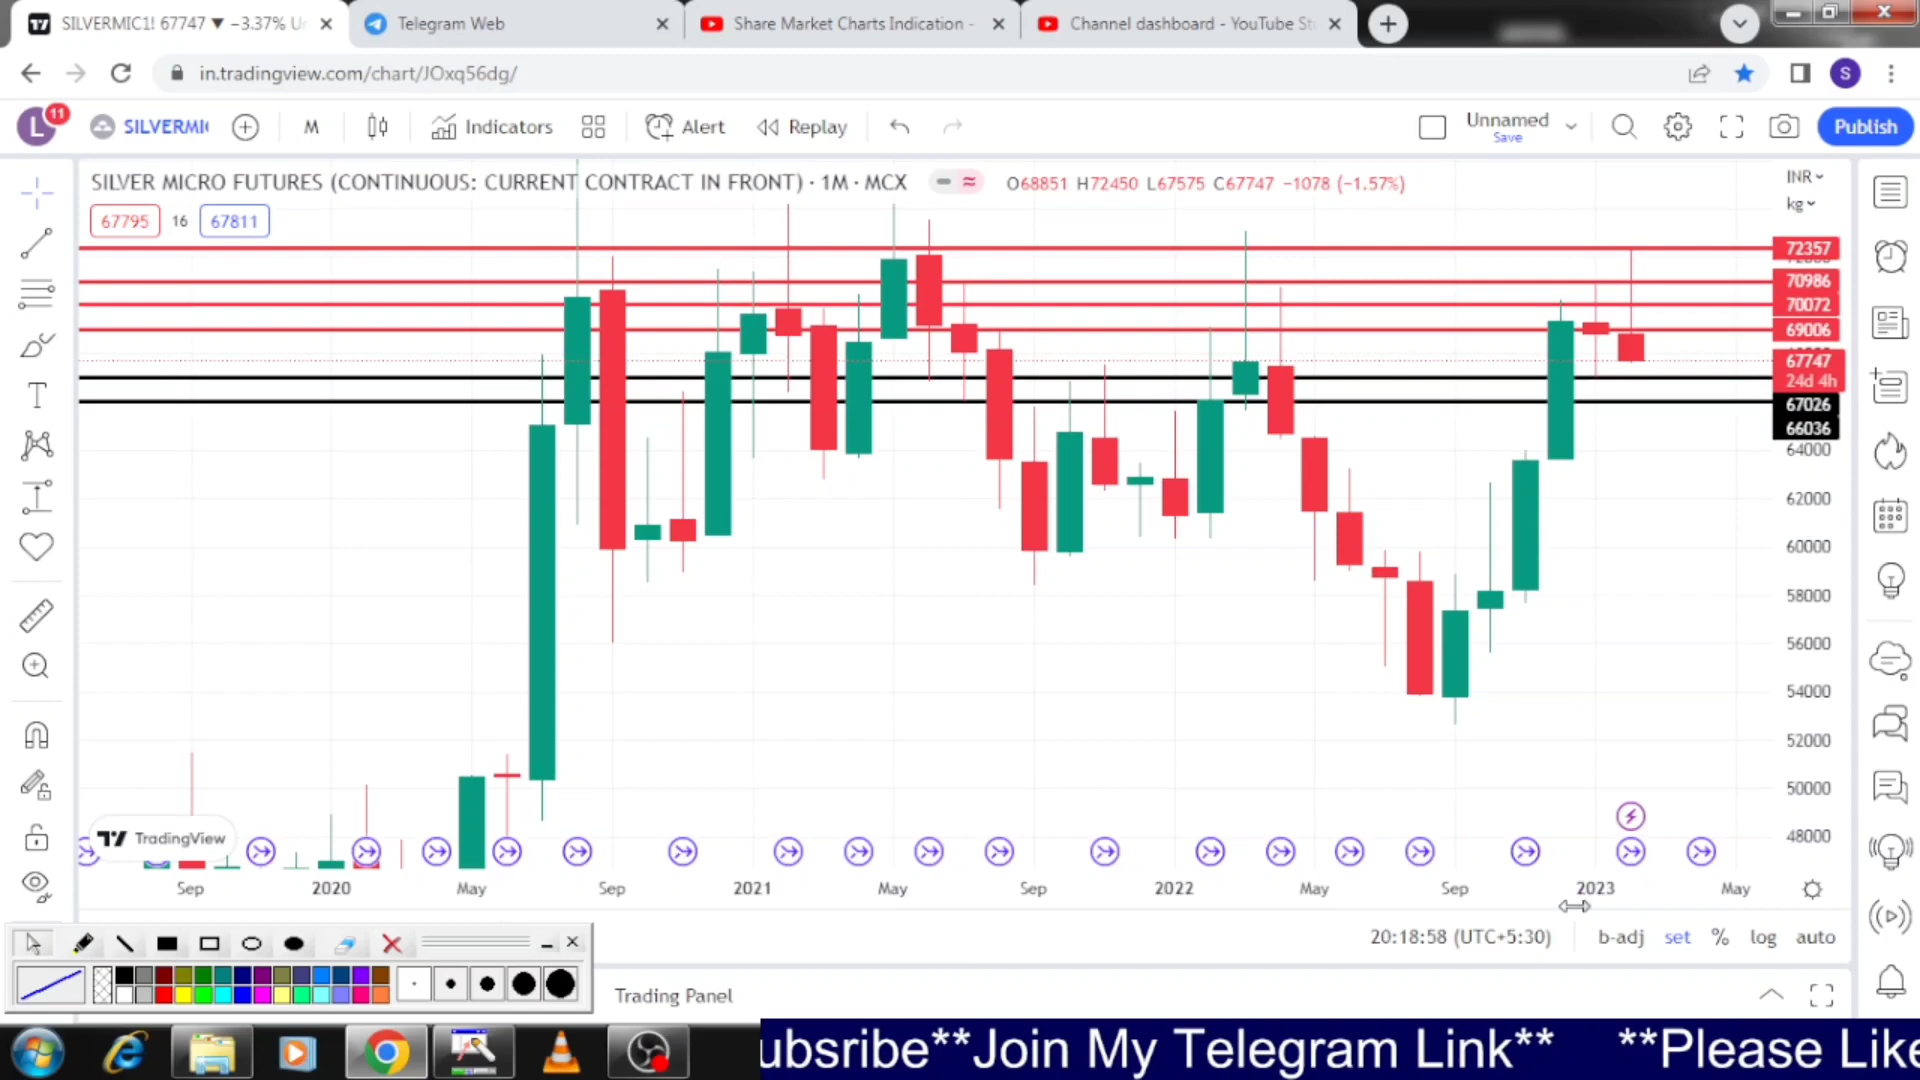 SILVERMIC1! 67747 ▼ −3.37% Ur
Telegram Web
Share Market Charts Indication -
Channel dashboard - YouTube St
in.tradingview.com/chart/JOxq56dg/
S
L
11
SILVERMI
M
Indicators
Alert
Replay
Unnamed
Save
Publish
SILVER MICRO FUTURES (CONTINUOUS: CURRENT CONTRACT IN FRONT) · 1M · MCX
O68851 H72450 L67575 C67747 −1078 (−1.57%)
INR
kg
67795
16
67811
72357
70986
70072
69006
67747
24d 4h
67026
66036
64000
62000
60000
58000
56000
54000
52000
50000
48000
TradingView
Sep
2020
May
Sep
2021
May
Sep
2022
May
Sep
2023
May
20:18:58 (UTC+5:30)
b-adj
set
%
log
auto
Trading Panel
ubsribe**Join My Telegram Link** **Please Like